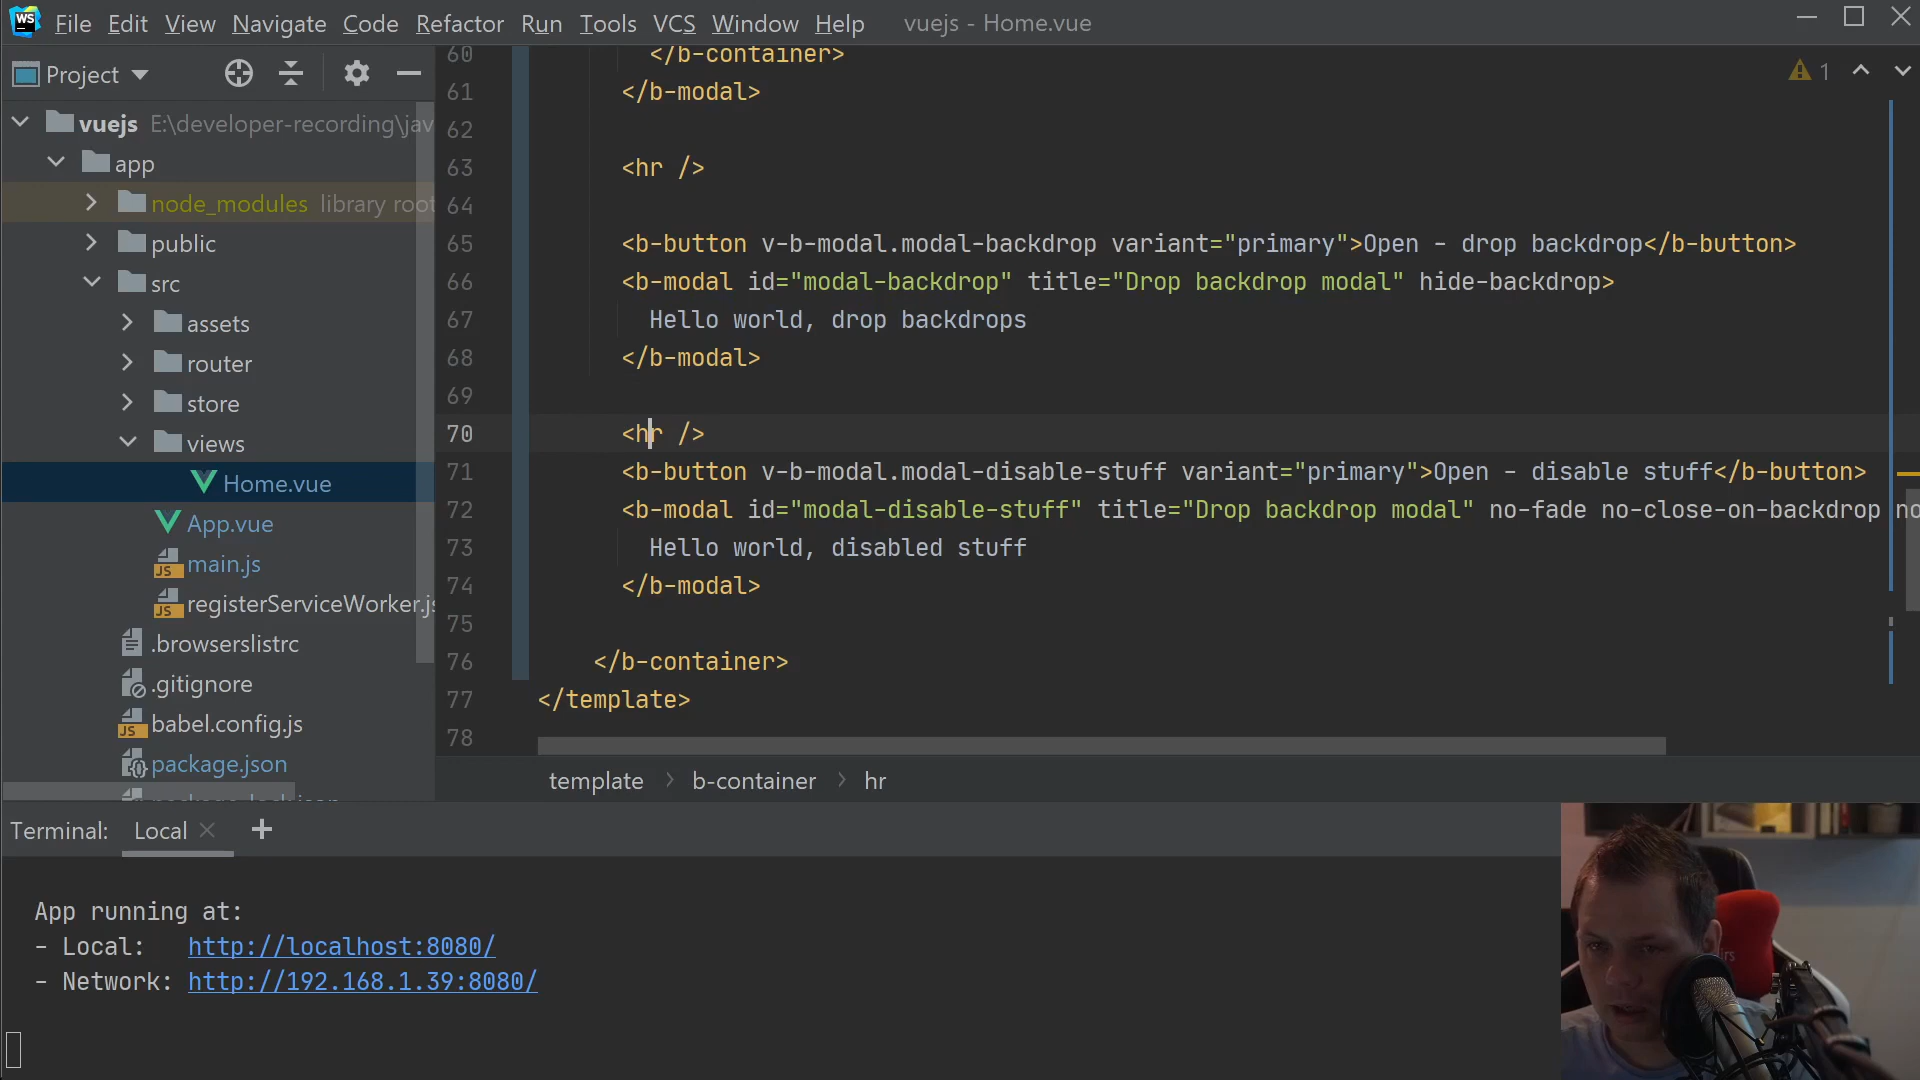 WS File Edit View Navigate Code Refactor Run Tools VCS Window Help vuejs - Home.vue
Project
vuejs E:\developer-recording\jav
app
node_modules library root
public
src
assets
router
store
views
Home.vue
App.vue
JS main.js
JS registerServiceWorker.js
.browserslistrc
.gitignore
JS babel.config.js
package.json
1
60 </b-container>
61 </b-modal>
62
63 <hr />
64
65 <b-button v-b-modal.modal-backdrop variant="primary">Open - drop backdrop</b-button>
66 <b-modal id="modal-backdrop" title="Drop backdrop modal" hide-backdrop>
67 Hello world, drop backdrops
68 </b-modal>
69
70 <hr />
71 <b-button v-b-modal.modal-disable-stuff variant="primary">Open - disable stuff</b-button>
72 <b-modal id="modal-disable-stuff" title="Drop backdrop modal" no-fade no-close-on-backdrop no
73 Hello world, disabled stuff
74 </b-modal>
75
76 </b-container>
77 </template>
78
template b-container hr
Terminal: Local
App running at:
- Local: http://localhost:8080/
- Network: http://192.168.1.39:8080/